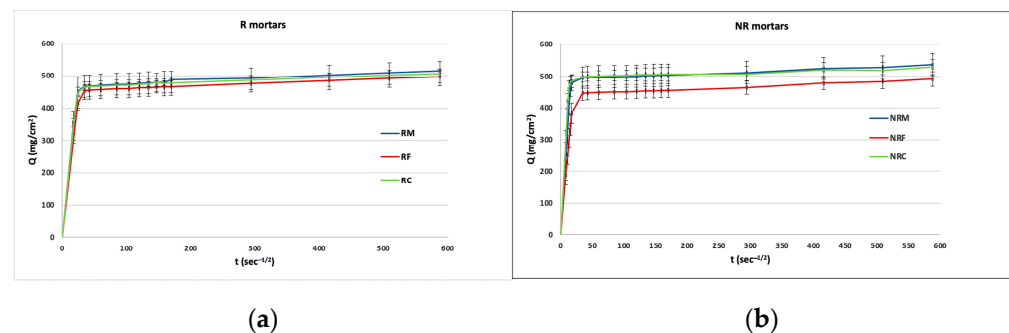 R mortars
600
500
400
300
200
100
0
Q (mg/cm²)
RM
RF
RC
0 100 200 300 400 500 600
t (sec⁻¹/²)
(a)
NR mortars
600
500
400
300
200
100
0
Q (mg/cm²)
NRM
NRF
NRC
0 50 100 150 200 250 300 350 400 450 500 550 600
t (sec⁻¹/²)
(b)